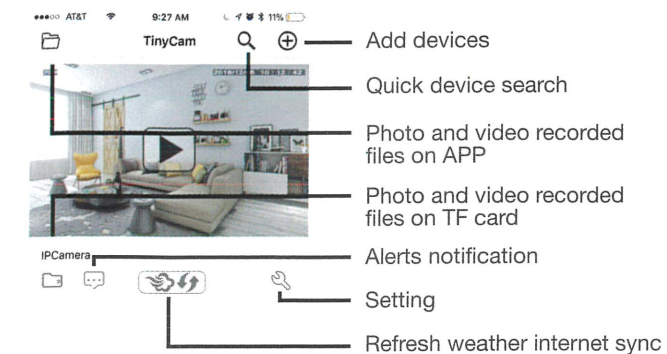 AT&T 9:27 AM 11%
TinyCam
Add devices
Quick device search
Photo and video recorded
files on APP
Photo and video recorded
files on TF card
IPCamera
Alerts notification
Setting
Refresh weather internet sync